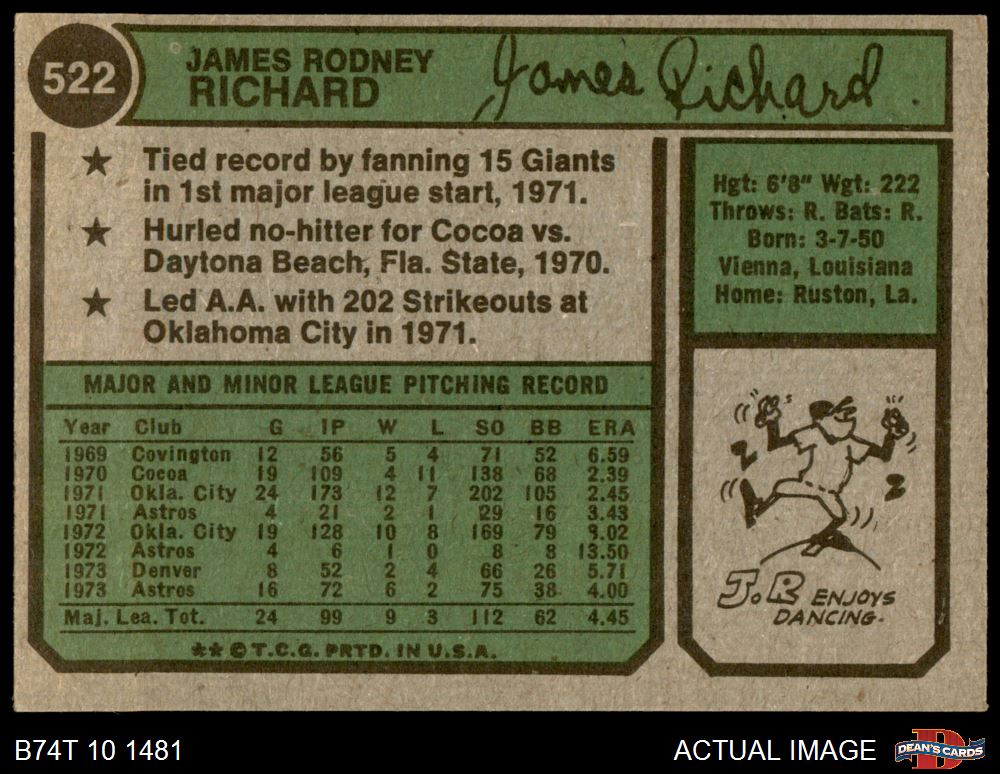 522
JAMES RODNEY
RICHARD
James Richard
★ Tied record by fanning 15 Giants
in 1st major league start, 1971.
★ Hurled no-hitter for Cocoa vs.
Daytona Beach, Fla. State, 1970.
★ Led A.A. with 202 Strikeouts at
Oklahoma City in 1971.
Hgt: 6'8" Wgt: 222
Throws: R. Bats: R.
Born: 3-7-50
Vienna, Louisiana
Home: Ruston, La.
MAJOR AND MINOR LEAGUE PITCHING RECORD
Year Club G IP W L SO BB ERA
1969 Covington 12 56 5 4 71 52 6.59
1970 Cocoa 19 109 4 11 138 68 2.39
1971 Okla. City 24 173 12 7 202 105 2.45
1971 Astros 4 21 2 1 29 16 3.43
1972 Okla. City 19 128 10 8 169 79 3.02
1972 Astros 4 6 1 0 8 8 13.50
1973 Denver 8 52 2 4 66 26 5.71
1973 Astros 16 72 6 2 75 38 4.00
Maj. Lea. Tot. 24 99 9 3 112 62 4.45
** © T.C.G. PRTD. IN U.S.A.
J.R ENJOYS
DANCING.
B74T 10 1481
ACTUAL IMAGE
DEAN'S CARDS